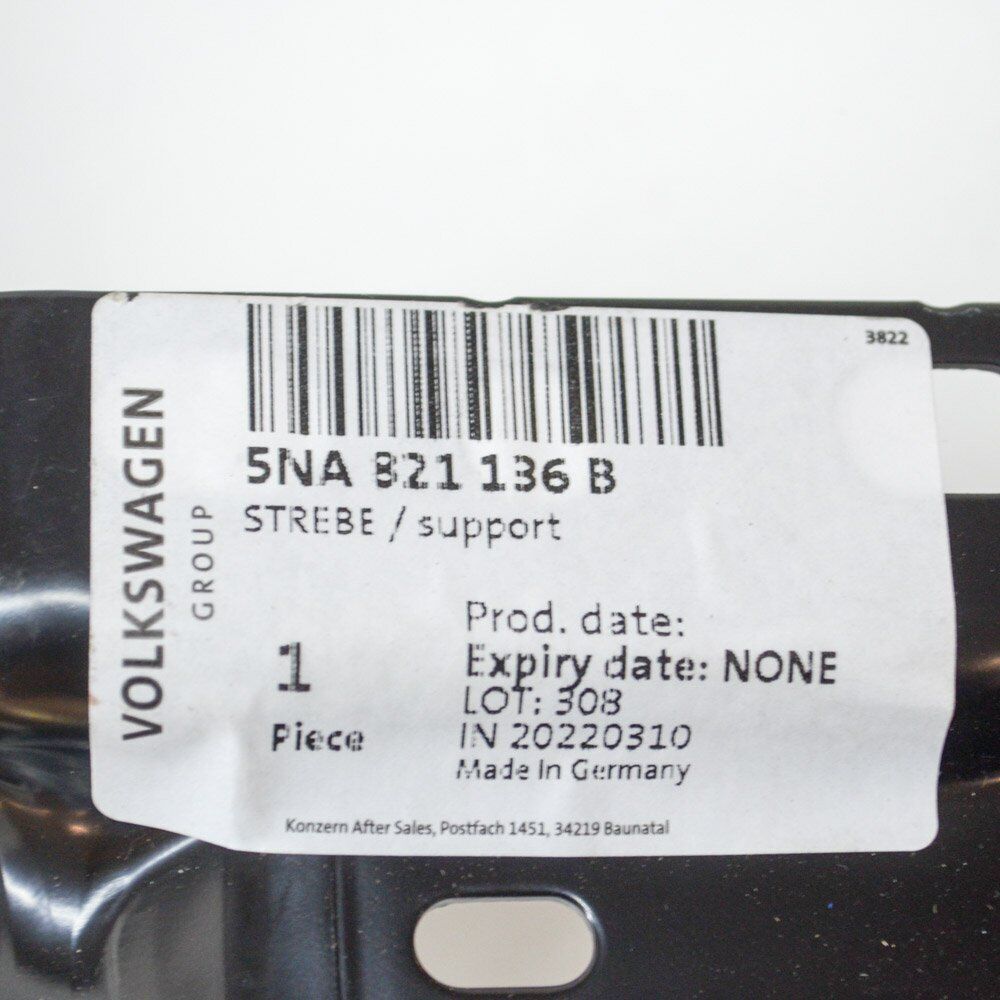 3822
VOLKSWAGEN
GROUP
5NA 821 136 B
STREBE / support
1
Piece
Prod. date:
Expiry date: NONE
LOT: 308
IN 20220310
Made In Germany
Konzern After Sales, Postfach 1451, 34219 Baunatal